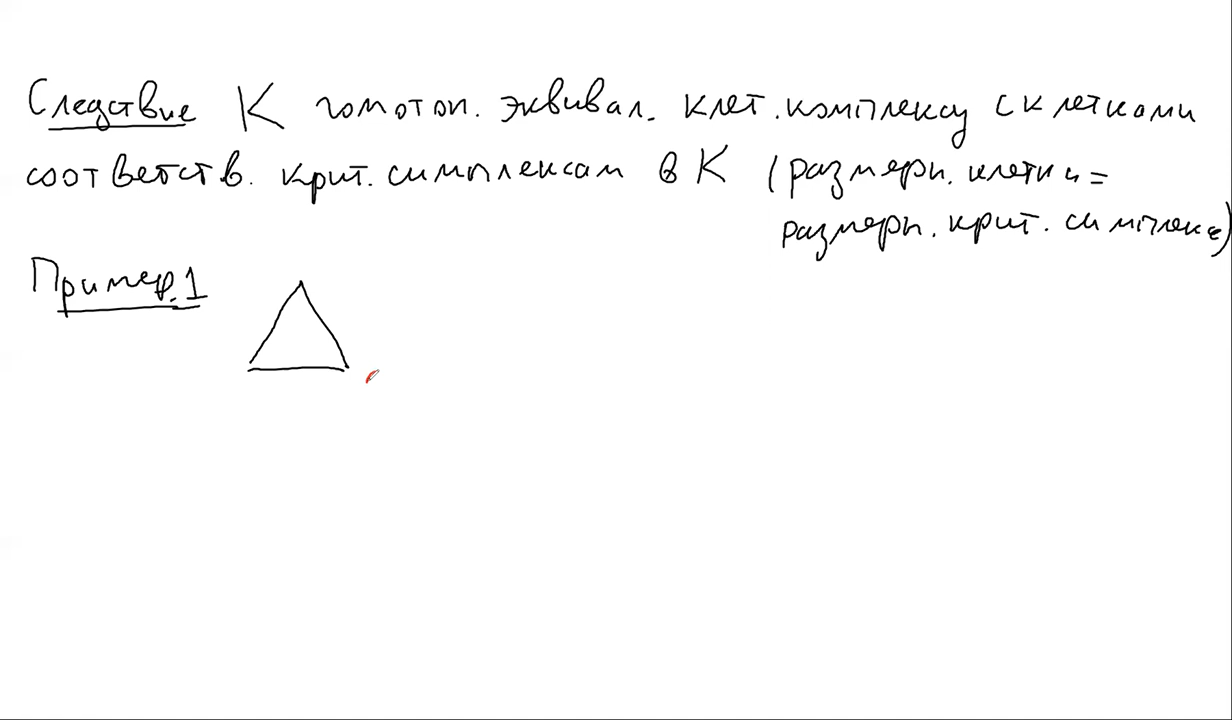 Следствие K гомотоп. эквивал. клет. комплексу с клетками
соответств. крит. симплексам в K (размерн. клетки =
размерн. крит. симплекс)
Пример. 1